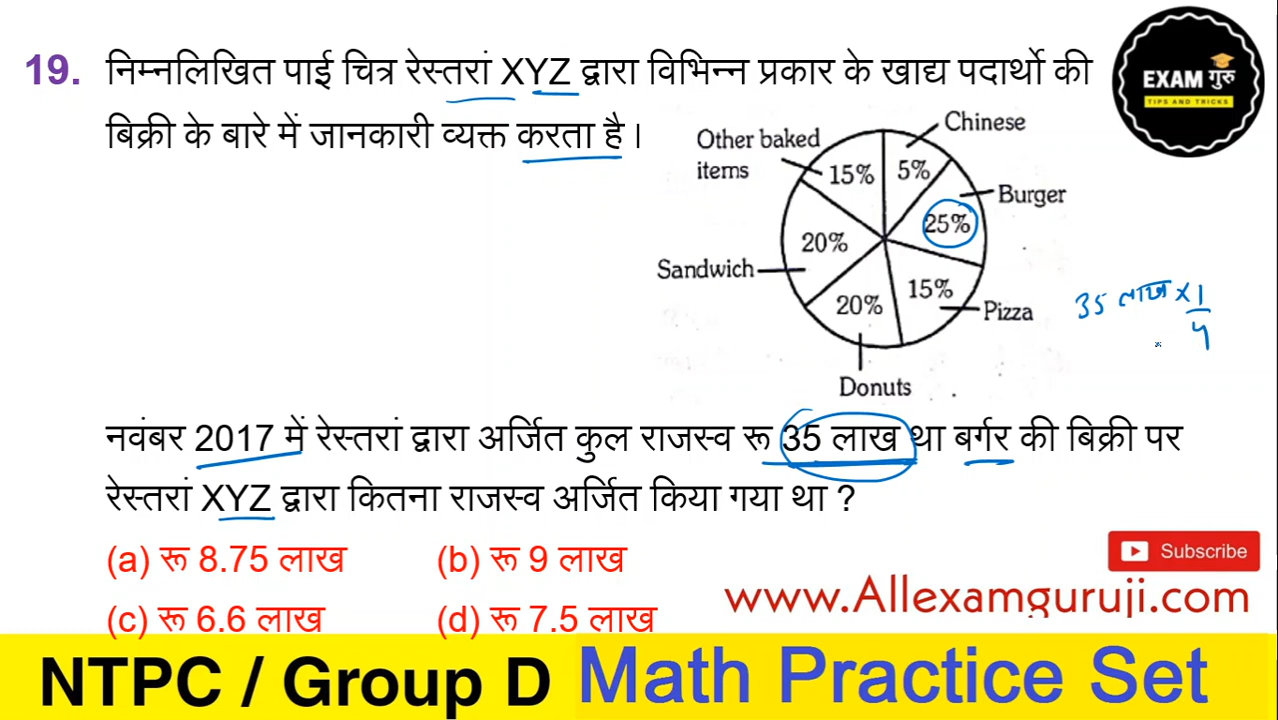 19. निम्नलिखित पाई चित्र रेस्तरां XYZ द्वारा विभिन्न प्रकार के खाद्य पदार्थो की
बिक्री के बारे में जानकारी व्यक्त करता है।
EXAM गुरु
TIPS AND TRICKS
Chinese
Other baked
items
15%
5%
Burger
25%
20%
Sandwich
15%
20%
Pizza
Donuts
35 लाख × 1
4
नवंबर 2017 में रेस्तरां द्वारा अर्जित कुल राजस्व रू 35 लाख था बर्गर की बिक्री पर
रेस्तरां XYZ द्वारा कितना राजस्व अर्जित किया गया था ?
(a) रू 8.75 लाख (b) रू 9 लाख
(c) रू 6.6 लाख (d) रू 7.5 लाख
Subscribe
www.Allexamguruji.com
NTPC / Group D Math Practice Set